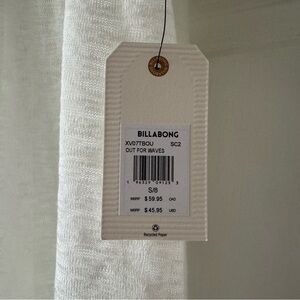 BILLABONG
XV07TBOU SC2
OUT FOR WAVES
S/8
MSRP $59.95 CAD
MSRP $45.95 USD
Recycled Paper